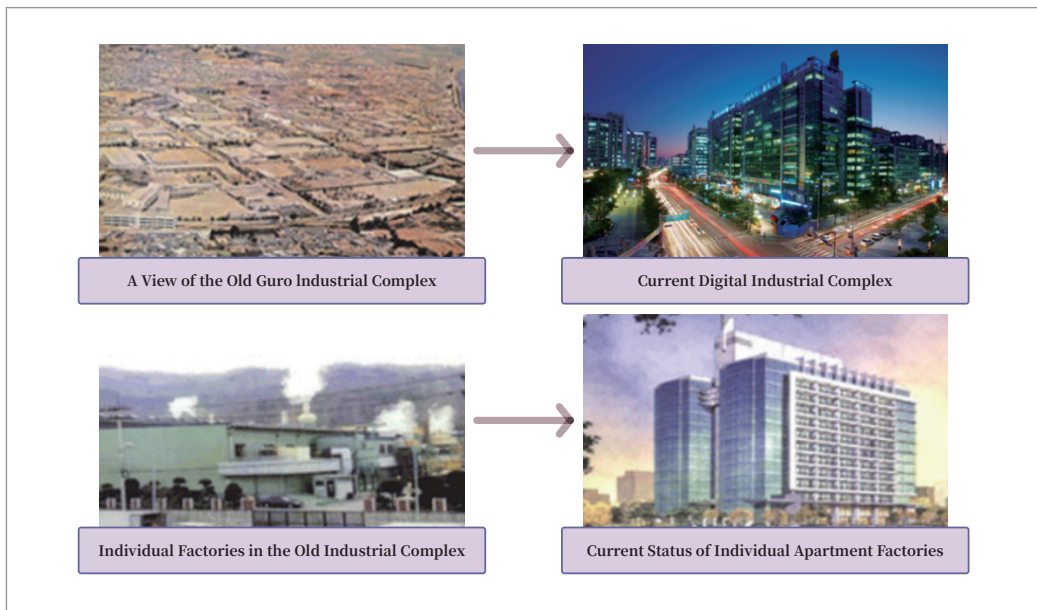 A View of the Old Guro lndustrial Complex
Current Digital Industrial Complex
Individual Factories in the Old Industrial Complex
Current Status of Individual Apartment Factories